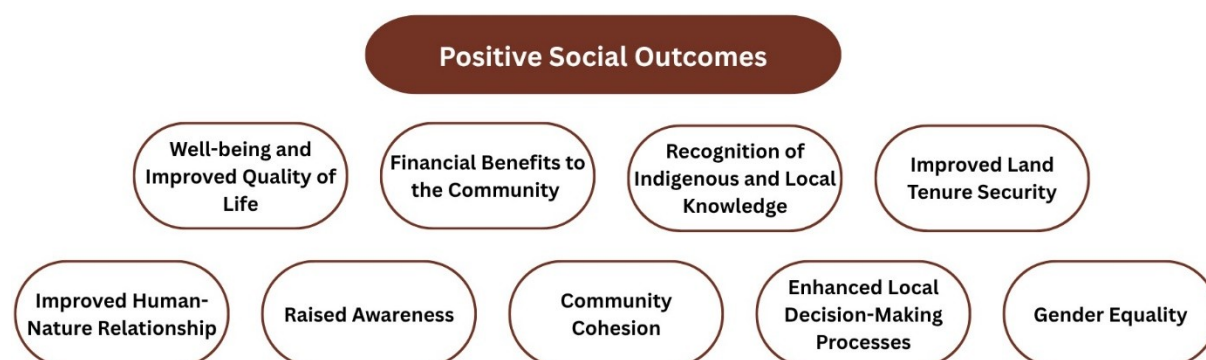 Positive Social Outcomes
Well-being and
Improved Quality of
Life
Financial Benefits to
the Community
Recognition of
Indigenous and Local
Knowledge
Improved Land
Tenure Security
Improved Human-
Nature Relationship
Raised Awareness
Community
Cohesion
Enhanced Local
Decision-Making
Processes
Gender Equality